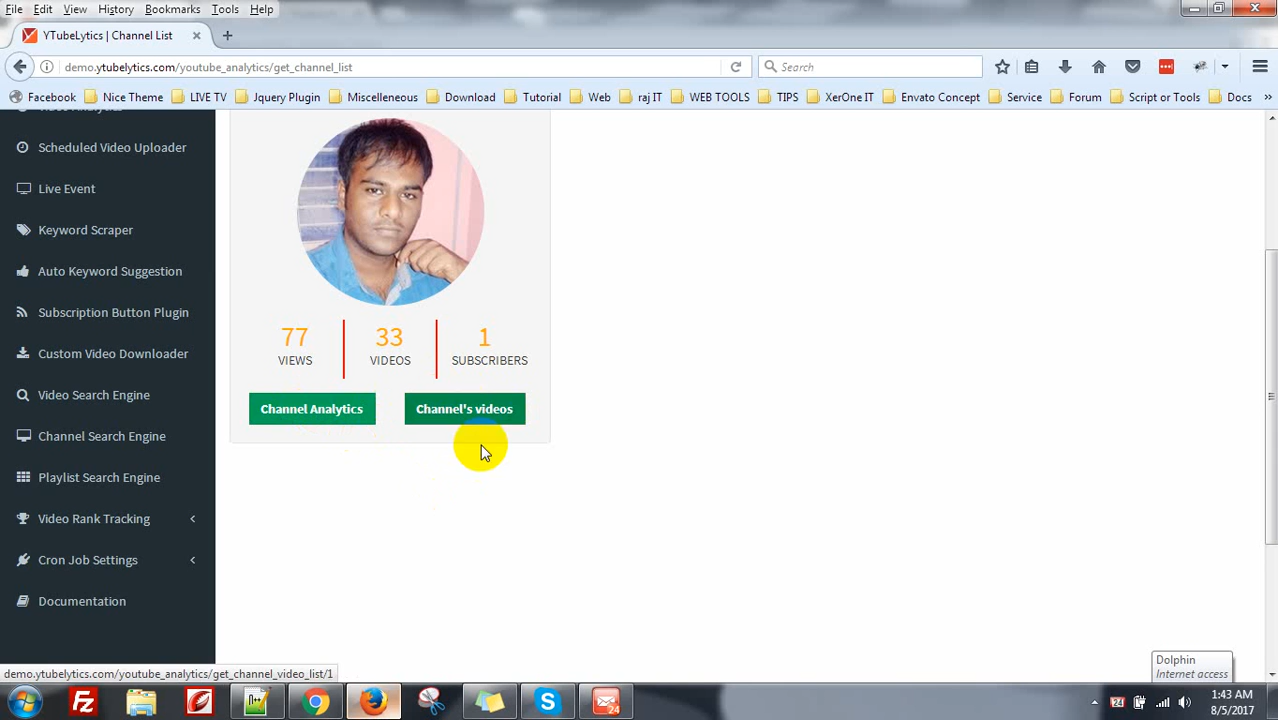 File Edit View History Bookmarks Tools Help
YTubeLytics | Channel List
demo.ytubelytics.com/youtube_analytics/get_channel_list
Search
Facebook Nice Theme LIVE TV Jquery Plugin Miscelleneous Download Tutorial Web raj IT WEB TOOLS TIPS XerOne IT Envato Concept Service Forum Script or Tools Docs
Scheduled Video Uploader
Live Event
Keyword Scraper
Auto Keyword Suggestion
Subscription Button Plugin
Custom Video Downloader
Video Search Engine
Channel Search Engine
Playlist Search Engine
Video Rank Tracking
Cron Job Settings
Documentation
77 33 1
VIEWS VIDEOS SUBSCRIBERS
Channel Analytics Channel's videos
demo.ytubelytics.com/youtube_analytics/get_channel_video_list/1
Dolphin
Internet access
24
24
1:43 AM
8/5/2017